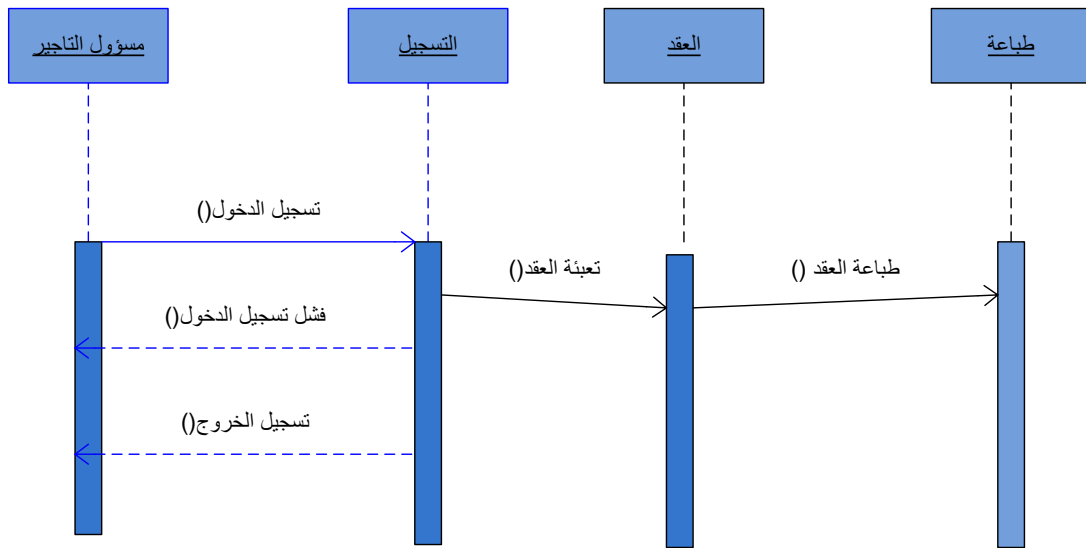 مسؤول التاجير
التسجيل
العقد
طباعة
تسجيل الدخول()
تعبئة العقد()
طباعة العقد ()
فشل تسجيل الدخول()
تسجيل الخروج()